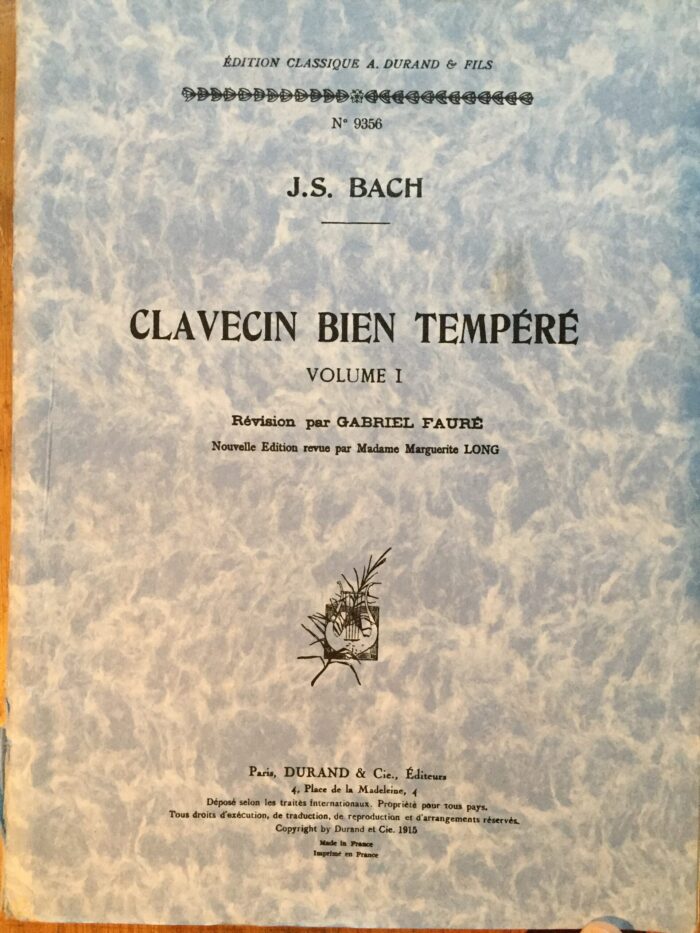 ÉDITION CLASSIQUE A. DURAND & FILS
N° 9356
J.S. BACH
CLAVECIN BIEN TEMPÉRÉ
VOLUME I
Révision par GABRIEL FAURÉ
Nouvelle Edition revue par Madame Marguerite LONG
Paris, DURAND & Cie., Éditeurs
4, Place de la Madeleine, 4
Déposé selon les traités internationaux. Propriété pour tous pays.
Tous droits d'exécution, de traduction, de reproduction et d'arrangements réservés.
Copyright by Durand et Cie. 1915
Made in France
Imprimé en France